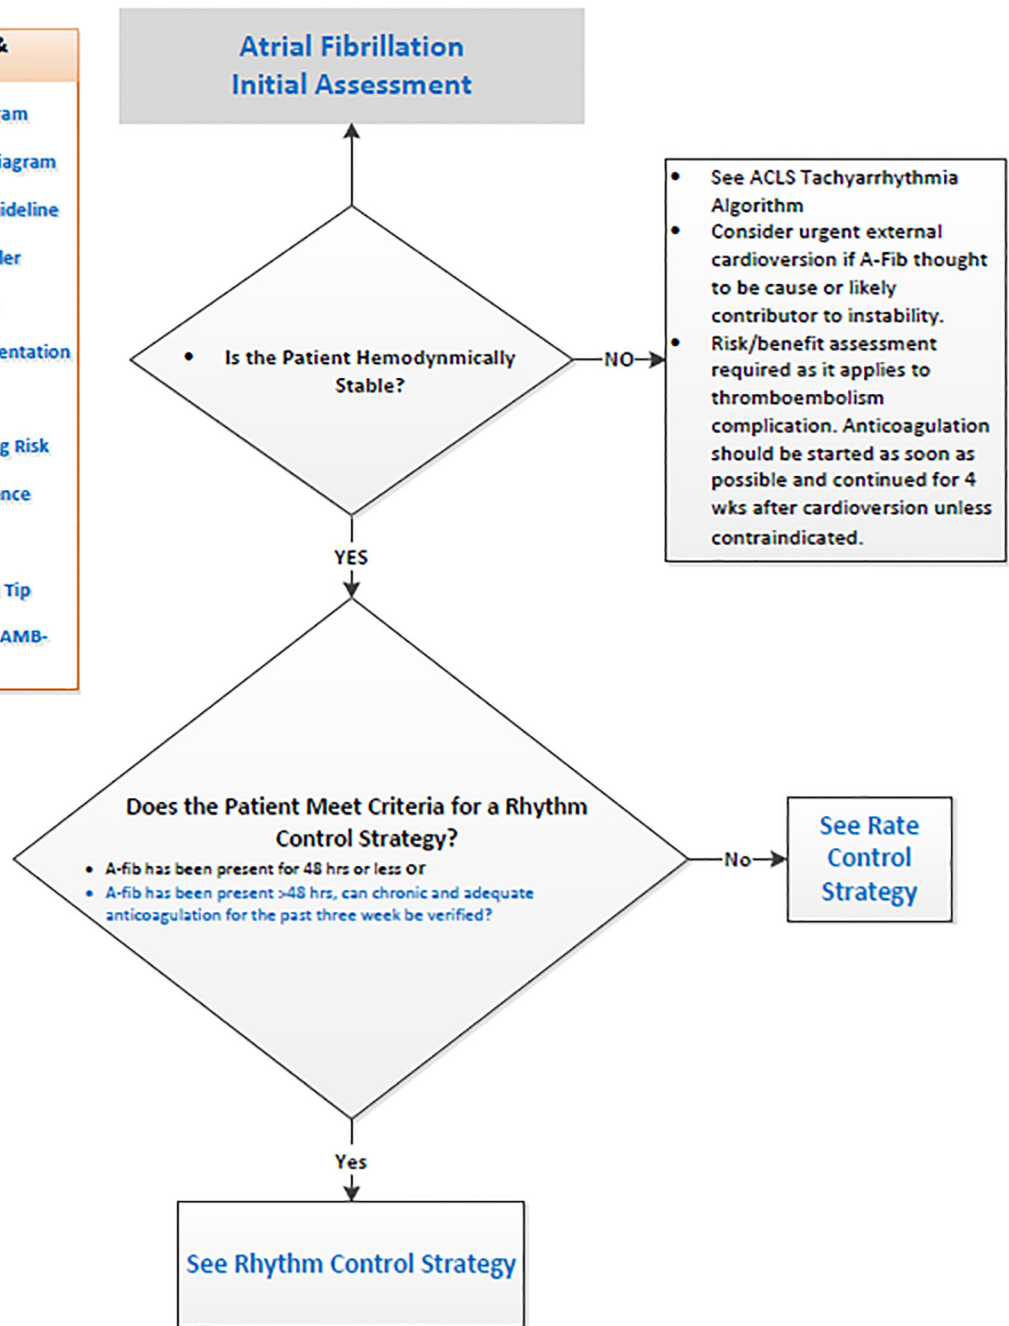 &
Atrial Fibrillation
Initial Assessment
ideline
entation
g Risk
Tip
AMB-
• Is the Patient Hemodynmically
Stable?
NO
• See ACLS Tachyarrhythmia
Algorithm
• Consider urgent external
cardioversion if A-Fib thought
to be cause or likely
contributor to instability.
• Risk/benefit assessment
required as it applies to
thromboembolism
complication. Anticoagulation
should be started as soon as
possible and continued for 4
wks after cardioversion unless
contraindicated.
YES
Does the Patient Meet Criteria for a Rhythm
Control Strategy?
• A-fib has been present for 48 hrs or less or
• A-fib has been present >48 hrs, can chronic and adequate
anticoagulation for the past three week be verified?
No
See Rate
Control
Strategy
Yes
See Rhythm Control Strategy